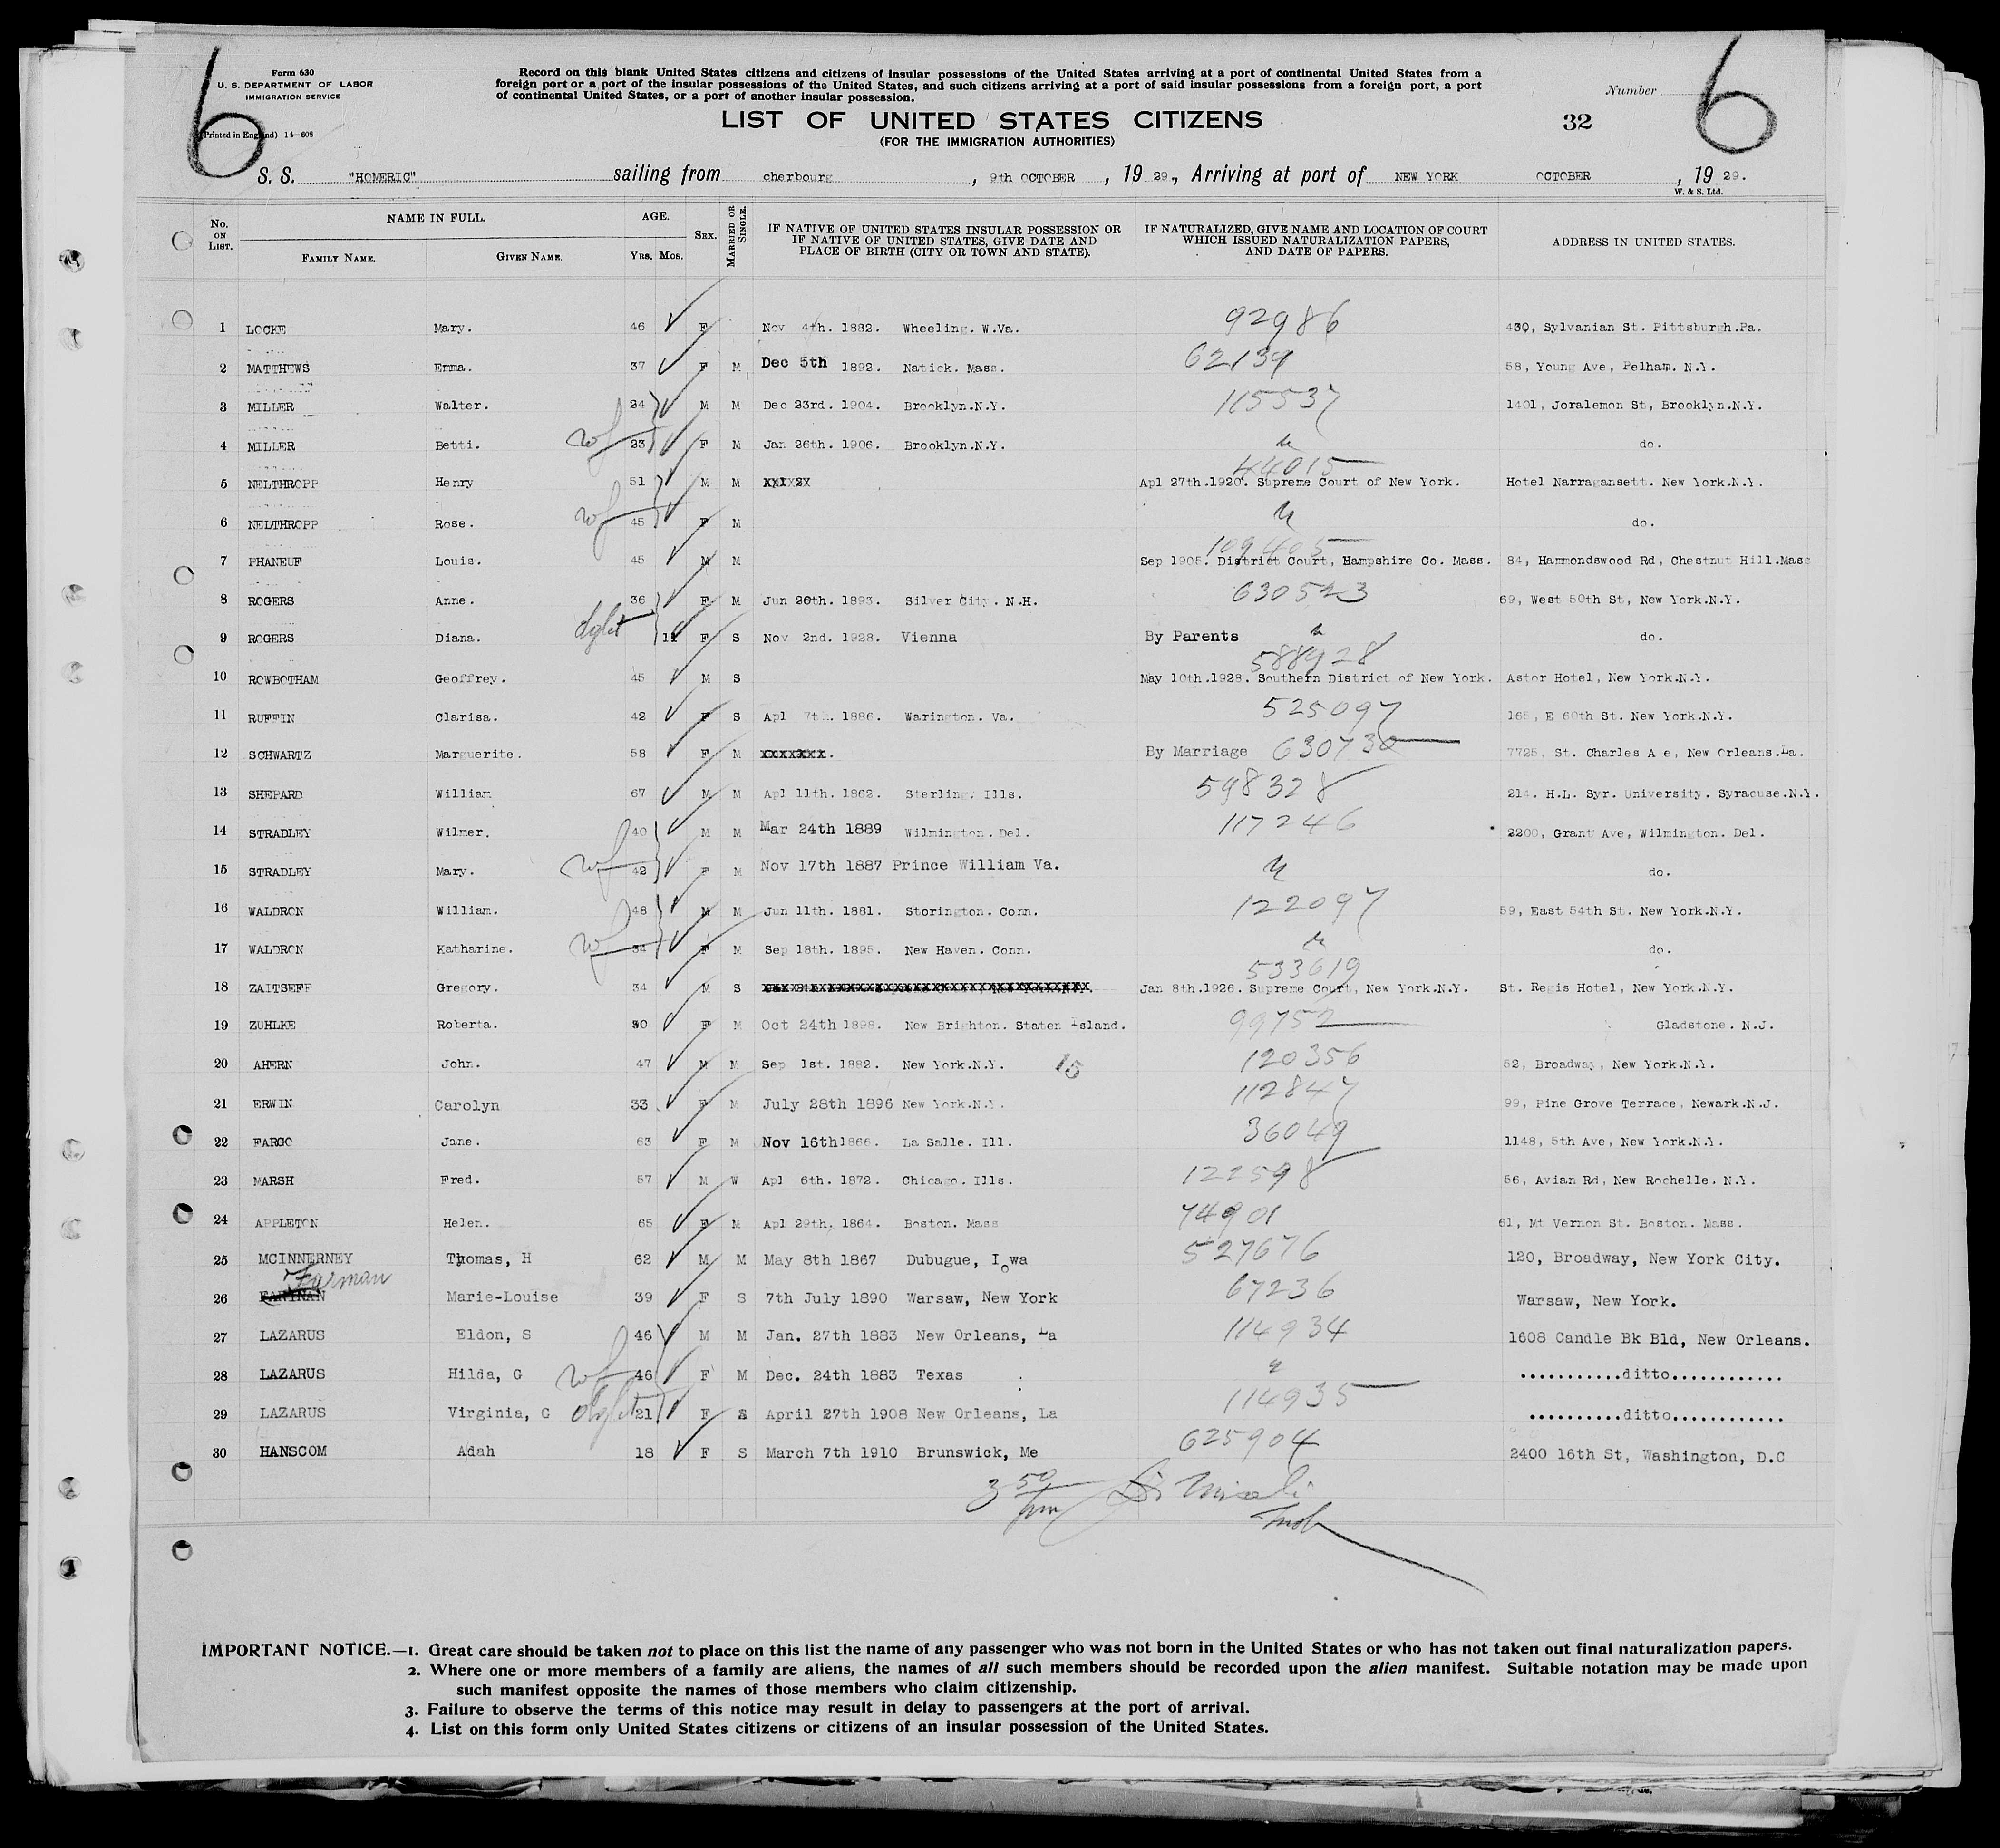 6
6
Form 630
U. S. DEPARTMENT OF LABOR
IMMIGRATION SERVICE
(Printed in England) 14—608
Record on this blank United States citizens and citizens of insular possessions of the United States arriving at a port of continental United States from a
foreign port or a port of the insular possessions of the United States, and such citizens arriving at a port of said insular possessions from a foreign port, a port
of continental United States, or a port of another insular possession.
Number
LIST OF UNITED STATES CITIZENS
32
(FOR THE IMMIGRATION AUTHORITIES)
S. S. "HOMERIC" sailing from cherbourg, 9th OCTOBER, 19 29., Arriving at port of NEW YORK OCTOBER, 19 29.
W. & S. Ltd.
No. ON LIST. NAME IN FULL. FAMILY NAME. GIVEN NAME. AGE. YRS. MOS. SEX. MARRIED OR SINGLE. IF NATIVE OF UNITED STATES INSULAR POSSESSION OR IF NATIVE OF UNITED STATES, GIVE DATE AND PLACE OF BIRTH (CITY OR TOWN AND STATE). IF NATURALIZED, GIVE NAME AND LOCATION OF COURT WHICH ISSUED NATURALIZATION PAPERS, AND DATE OF PAPERS. ADDRESS IN UNITED STATES.
1 LOCKE Mary. 46 F Nov 4th. 1882. Wheeling. W.Va. 92986 430, Sylvanian St. Pittsburgh.Pa.
2 MATTHEWS Emma. 37 F M Dec 5th 1892. Natick. Mass. 62139 58, Young Ave, Pelham. N.Y.
3 MILLER Walter. 24 M M Dec 23rd. 1904. Brooklyn.N.Y. 115537 1401, Joralemon St, Brooklyn.N.Y.
4 MILLER Betti. wf 23 F M Jan 26th. 1906. Brooklyn.N.Y. do.
5 NELTHROPP Henry 51 M M 44015 Apl 27th.1920. Supreme Court of New York. Hotel Narragansett. New York.N.Y.
6 NELTHROPP Rose. wf 45 F M do.
7 PHANEUF Louis. 45 M M 109405 Sep 1905. District Court, Hampshire Co. Mass. 84, Hammondswood Rd, Chestnut Hill.Mass
8 ROGERS Anne. 36 F M Jun 20th. 1893. Silver City. N.H. 630523 69, West 50th St, New York.N.Y.
9 ROGERS Diana. 11 F S Nov 2nd. 1928. Vienna By Parents do.
10 ROWBOTHAM Geoffrey. 45 M S 588928 May 10th.1928. Southern District of New York. Astor Hotel, New York.N.Y.
11 RUFFIN Clarisa. 42 F S Apl 7th. 1886. Warington. Va. 525097 165, E 60th St. New York.N.Y.
12 SCHWARTZ Marguerite. 58 F M xxxxxxx. By Marriage 630730 7725, St. Charles A e, New Orleans.La.
13 SHEPARD William 67 M M Apl 11th. 1862. Sterling. Ills. 598328 214. H.L. Syr. University. Syracuse.N.Y.
14 STRADLEY Wilmer. 40 M M Mar 24th 1889 Wilmington. Del. 117246 2200, Grant Ave, Wilmington. Del.
15 STRADLEY Mary. wf 42 F M Nov 17th 1887 Prince William Va. do.
16 WALDRON William. 48 M M Jun 11th. 1881. Storington. Conn. 122097 59, East 54th St. New York.N.Y.
17 WALDRON Katharine. wf 34 F M Sep 18th. 1895. New Haven. Conn. do.
18 ZAITSEFF Gregory. 34 M S 533619 Jan 8th.1926. Supreme Court, New York.N.Y. St. Regis Hotel, New York.N.Y.
19 ZUHLKE Roberta. 30 F M Oct 24th 1898. New Brighton. Staten Island. 99752 Gladstone. N.J.
20 AHERN John. 47 M M Sep 1st. 1882. New York.N.Y. 15 120356 52, Broadway, New York.N.Y.
21 ERWIN Carolyn 33 F M July 28th 1896 New York.N.Y. 112847 99, Pine Grove Terrace, Newark.N.J.
22 FARGO Jane. 63 F M Nov 16th 1866. La Salle. Ill. 36049 1148, 5th Ave, New York.N.Y.
23 MARSH Fred. 57 M W Apl 6th. 1872. Chicago. Ills. 122598 56, Avian Rd, New Rochelle. N.Y.
24 APPLETON Helen. 65 F M Apl 29th. 1864. Boston. Mass 74901 61, Mt Vernon St. Boston. Mass.
25 MCINNERNEY Thomas, H 62 M M May 8th 1867 Dubugue, Iowa 527676 120, Broadway, New York City.
26 Farman Marie-Louise 39 F S 7th July 1890 Warsaw, New York 67236 Warsaw, New York.
27 LAZARUS Eldon, S 46 M M Jan. 27th 1883 New Orleans, La 114934 1608 Candle Bk Bld, New Orleans.
28 LAZARUS Hilda, G wf 46 F M Dec. 24th 1883 Texas ...........ditto............
29 LAZARUS Virginia, G 21 F S April 27th 1908 New Orleans, La 114935 ..........ditto............
30 HANSCOM Adah 18 F S March 7th 1910 Brunswick, Me 625904 2400 16th St, Washington, D.C
3 50 pm
IMPORTANT NOTICE.—1. Great care should be taken not to place on this list the name of any passenger who was not born in the United States or who has not taken out final naturalization papers.
2. Where one or more members of a family are aliens, the names of all such members should be recorded upon the alien manifest. Suitable notation may be made upon
such manifest opposite the names of those members who claim citizenship.
3. Failure to observe the terms of this notice may result in delay to passengers at the port of arrival.
4. List on this form only United States citizens or citizens of an insular possession of the United States.